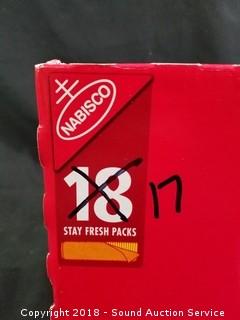 NABISCO
18 17
STAY FRESH PACKS
Copyright 2018 - Sound Auction Service